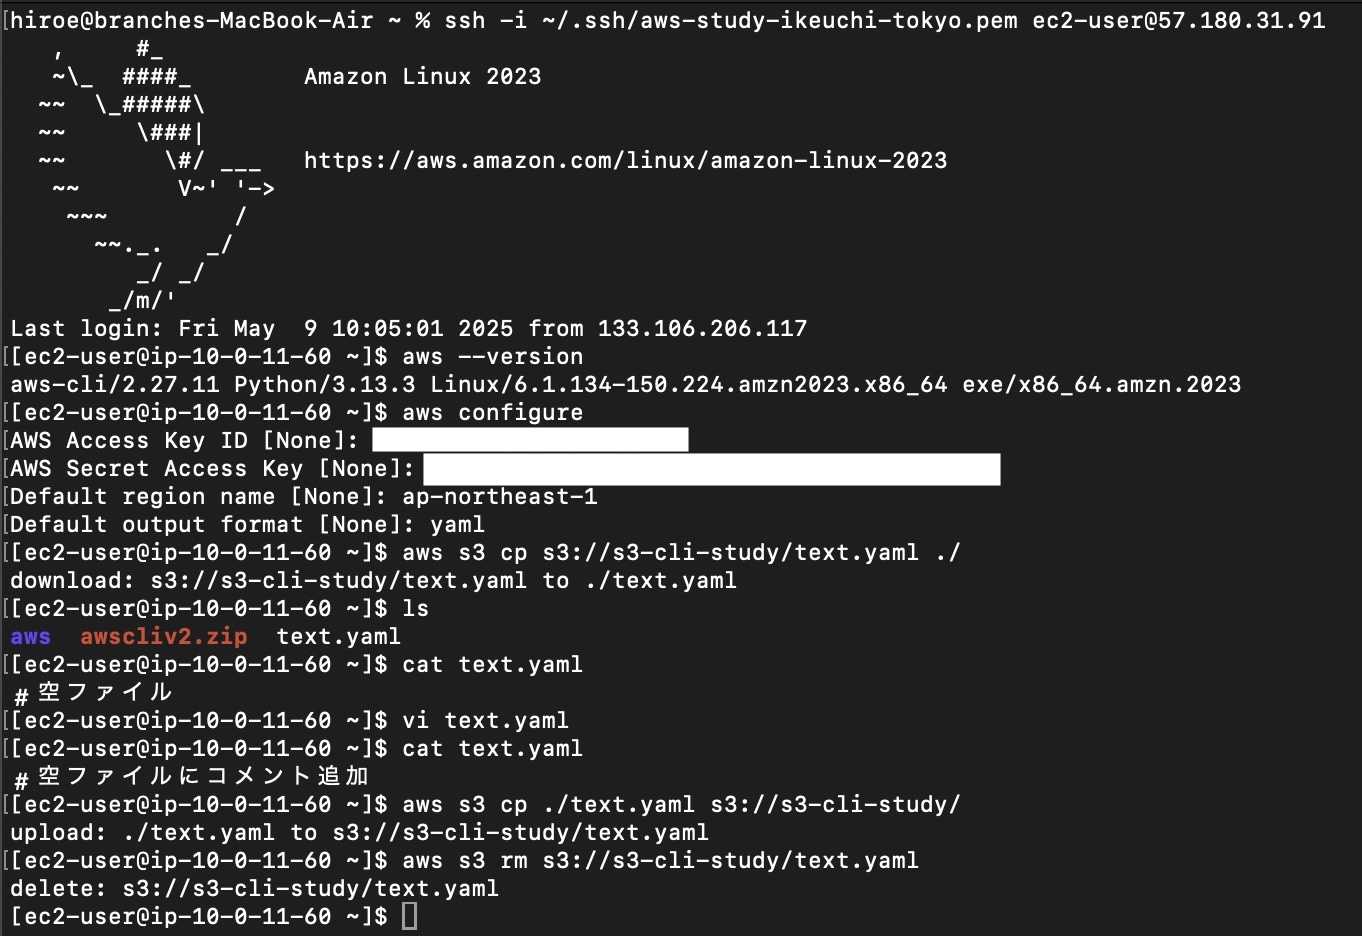 hiroe@branches-MacBook-Air ~ % ssh -i ~/.ssh/aws-study-ikeuchi-tokyo.pem ec2-user@57.180.31.91
   ,     #_
   ~\_  ####_        Amazon Linux 2023
  ~~  \_#####\
  ~~     \###|
  ~~       \#/ ___   https://aws.amazon.com/linux/amazon-linux-2023
   ~~       V~' '->
    ~~~         /
      ~~._.   _/
         _/ _/
       _/m/'
Last login: Fri May  9 10:05:01 2025 from 133.106.206.117
[ec2-user@ip-10-0-11-60 ~]$ aws --version
aws-cli/2.27.11 Python/3.13.3 Linux/6.1.134-150.224.amzn2023.x86_64 exe/x86_64.amzn.2023
[ec2-user@ip-10-0-11-60 ~]$ aws configure
AWS Access Key ID [None]:
AWS Secret Access Key [None]:
Default region name [None]: ap-northeast-1
Default output format [None]: yaml
[ec2-user@ip-10-0-11-60 ~]$ aws s3 cp s3://s3-cli-study/text.yaml ./
download: s3://s3-cli-study/text.yaml to ./text.yaml
[ec2-user@ip-10-0-11-60 ~]$ ls
aws  awscliv2.zip  text.yaml
[ec2-user@ip-10-0-11-60 ~]$ cat text.yaml
# 空ファイル
[ec2-user@ip-10-0-11-60 ~]$ vi text.yaml
[ec2-user@ip-10-0-11-60 ~]$ cat text.yaml
# 空ファイルにコメント追加
[ec2-user@ip-10-0-11-60 ~]$ aws s3 cp ./text.yaml s3://s3-cli-study/
upload: ./text.yaml to s3://s3-cli-study/text.yaml
[ec2-user@ip-10-0-11-60 ~]$ aws s3 rm s3://s3-cli-study/text.yaml
delete: s3://s3-cli-study/text.yaml
[ec2-user@ip-10-0-11-60 ~]$